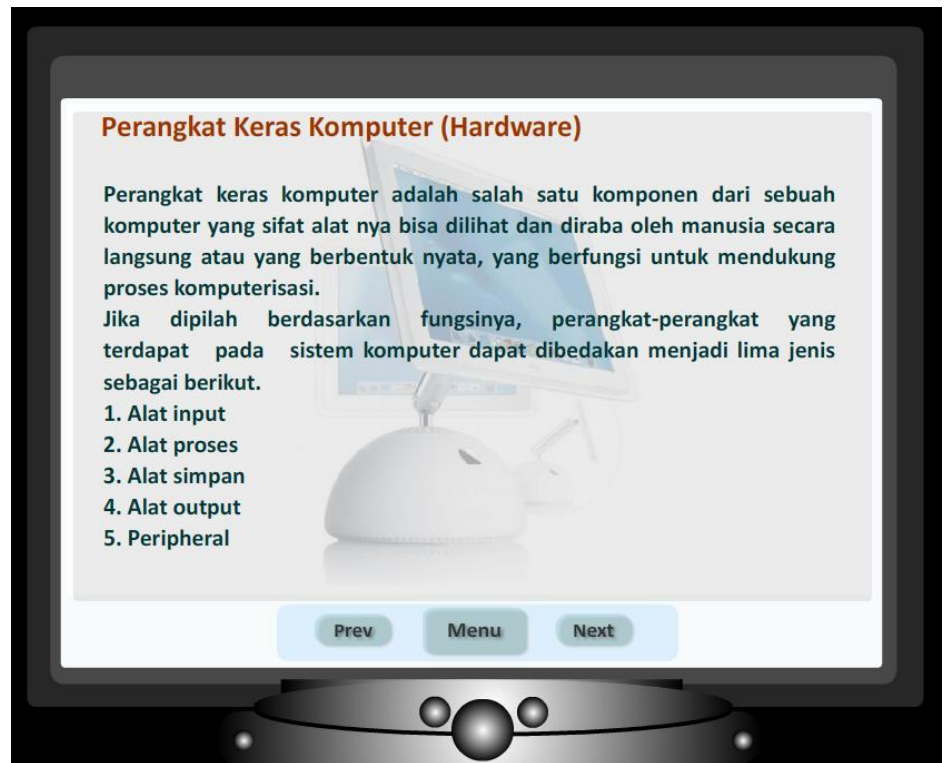 Perangkat Keras Komputer (Hardware)
Perangkat keras komputer adalah salah satu komponen dari sebuah
komputer yang sifat alat nya bisa dilihat dan diraba oleh manusia secara
langsung atau yang berbentuk nyata, yang berfungsi untuk mendukung
proses komputerisasi.
Jika dipilah berdasarkan fungsinya, perangkat-perangkat yang
terdapat pada sistem komputer dapat dibedakan menjadi lima jenis
sebagai berikut.
1. Alat input
2. Alat proses
3. Alat simpan
4. Alat output
5. Peripheral
Prev Menu Next